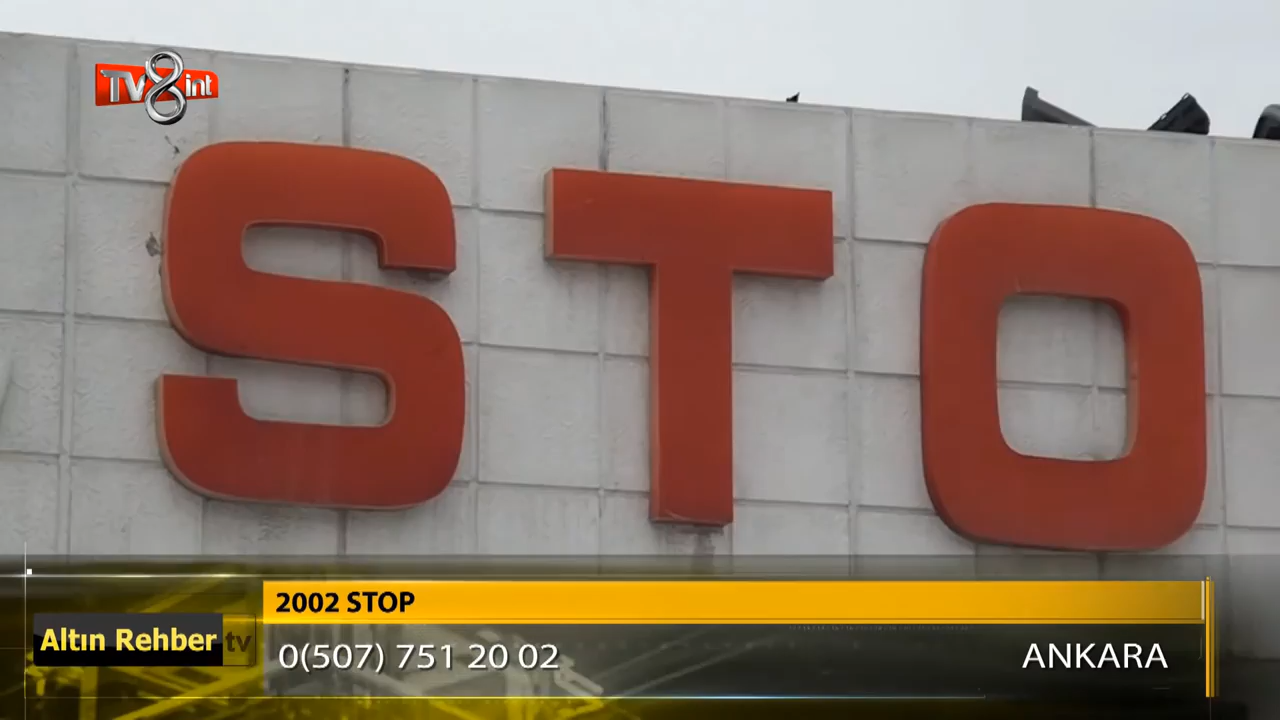 TV8int
STO
2002 STOP
Altın Rehber tv
0(507) 751 20 02
ANKARA